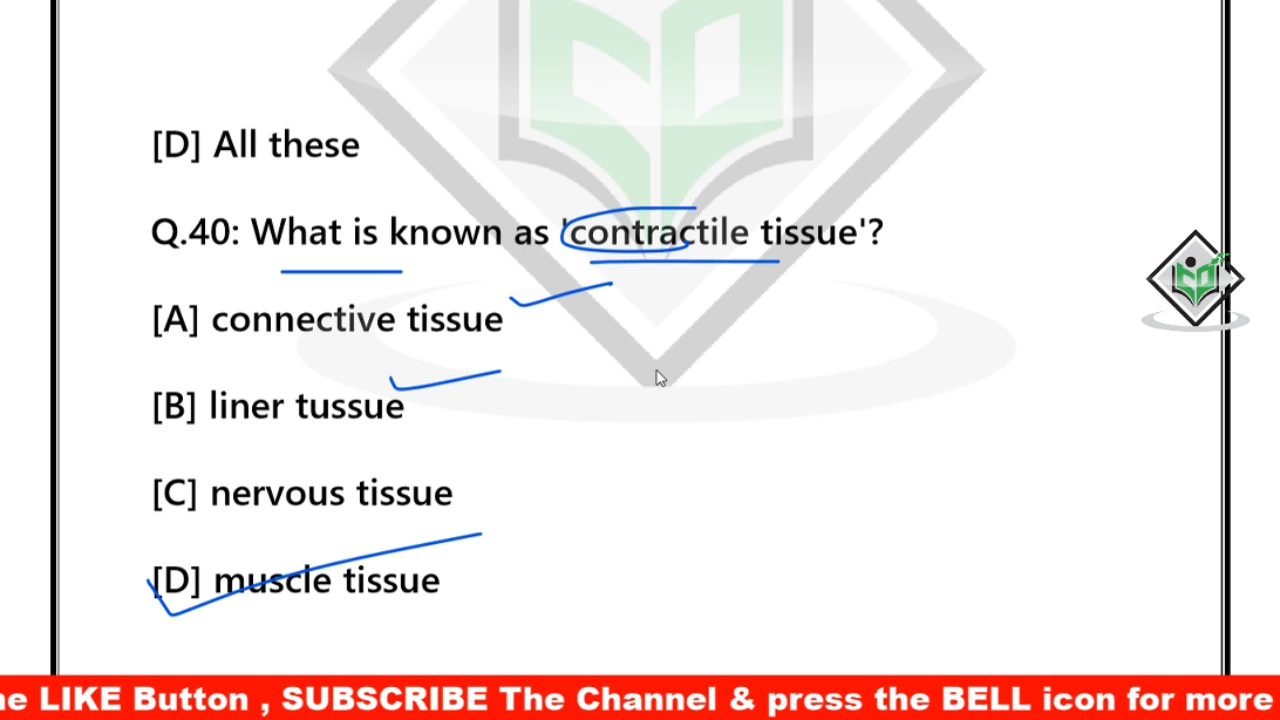 [D] All these
Q.40: What is known as 'contractile tissue'?
[A] connective tissue
[B] liner tussue
[C] nervous tissue
[D] muscle tissue
he LIKE Button , SUBSCRIBE The Channel & press the BELL icon for more